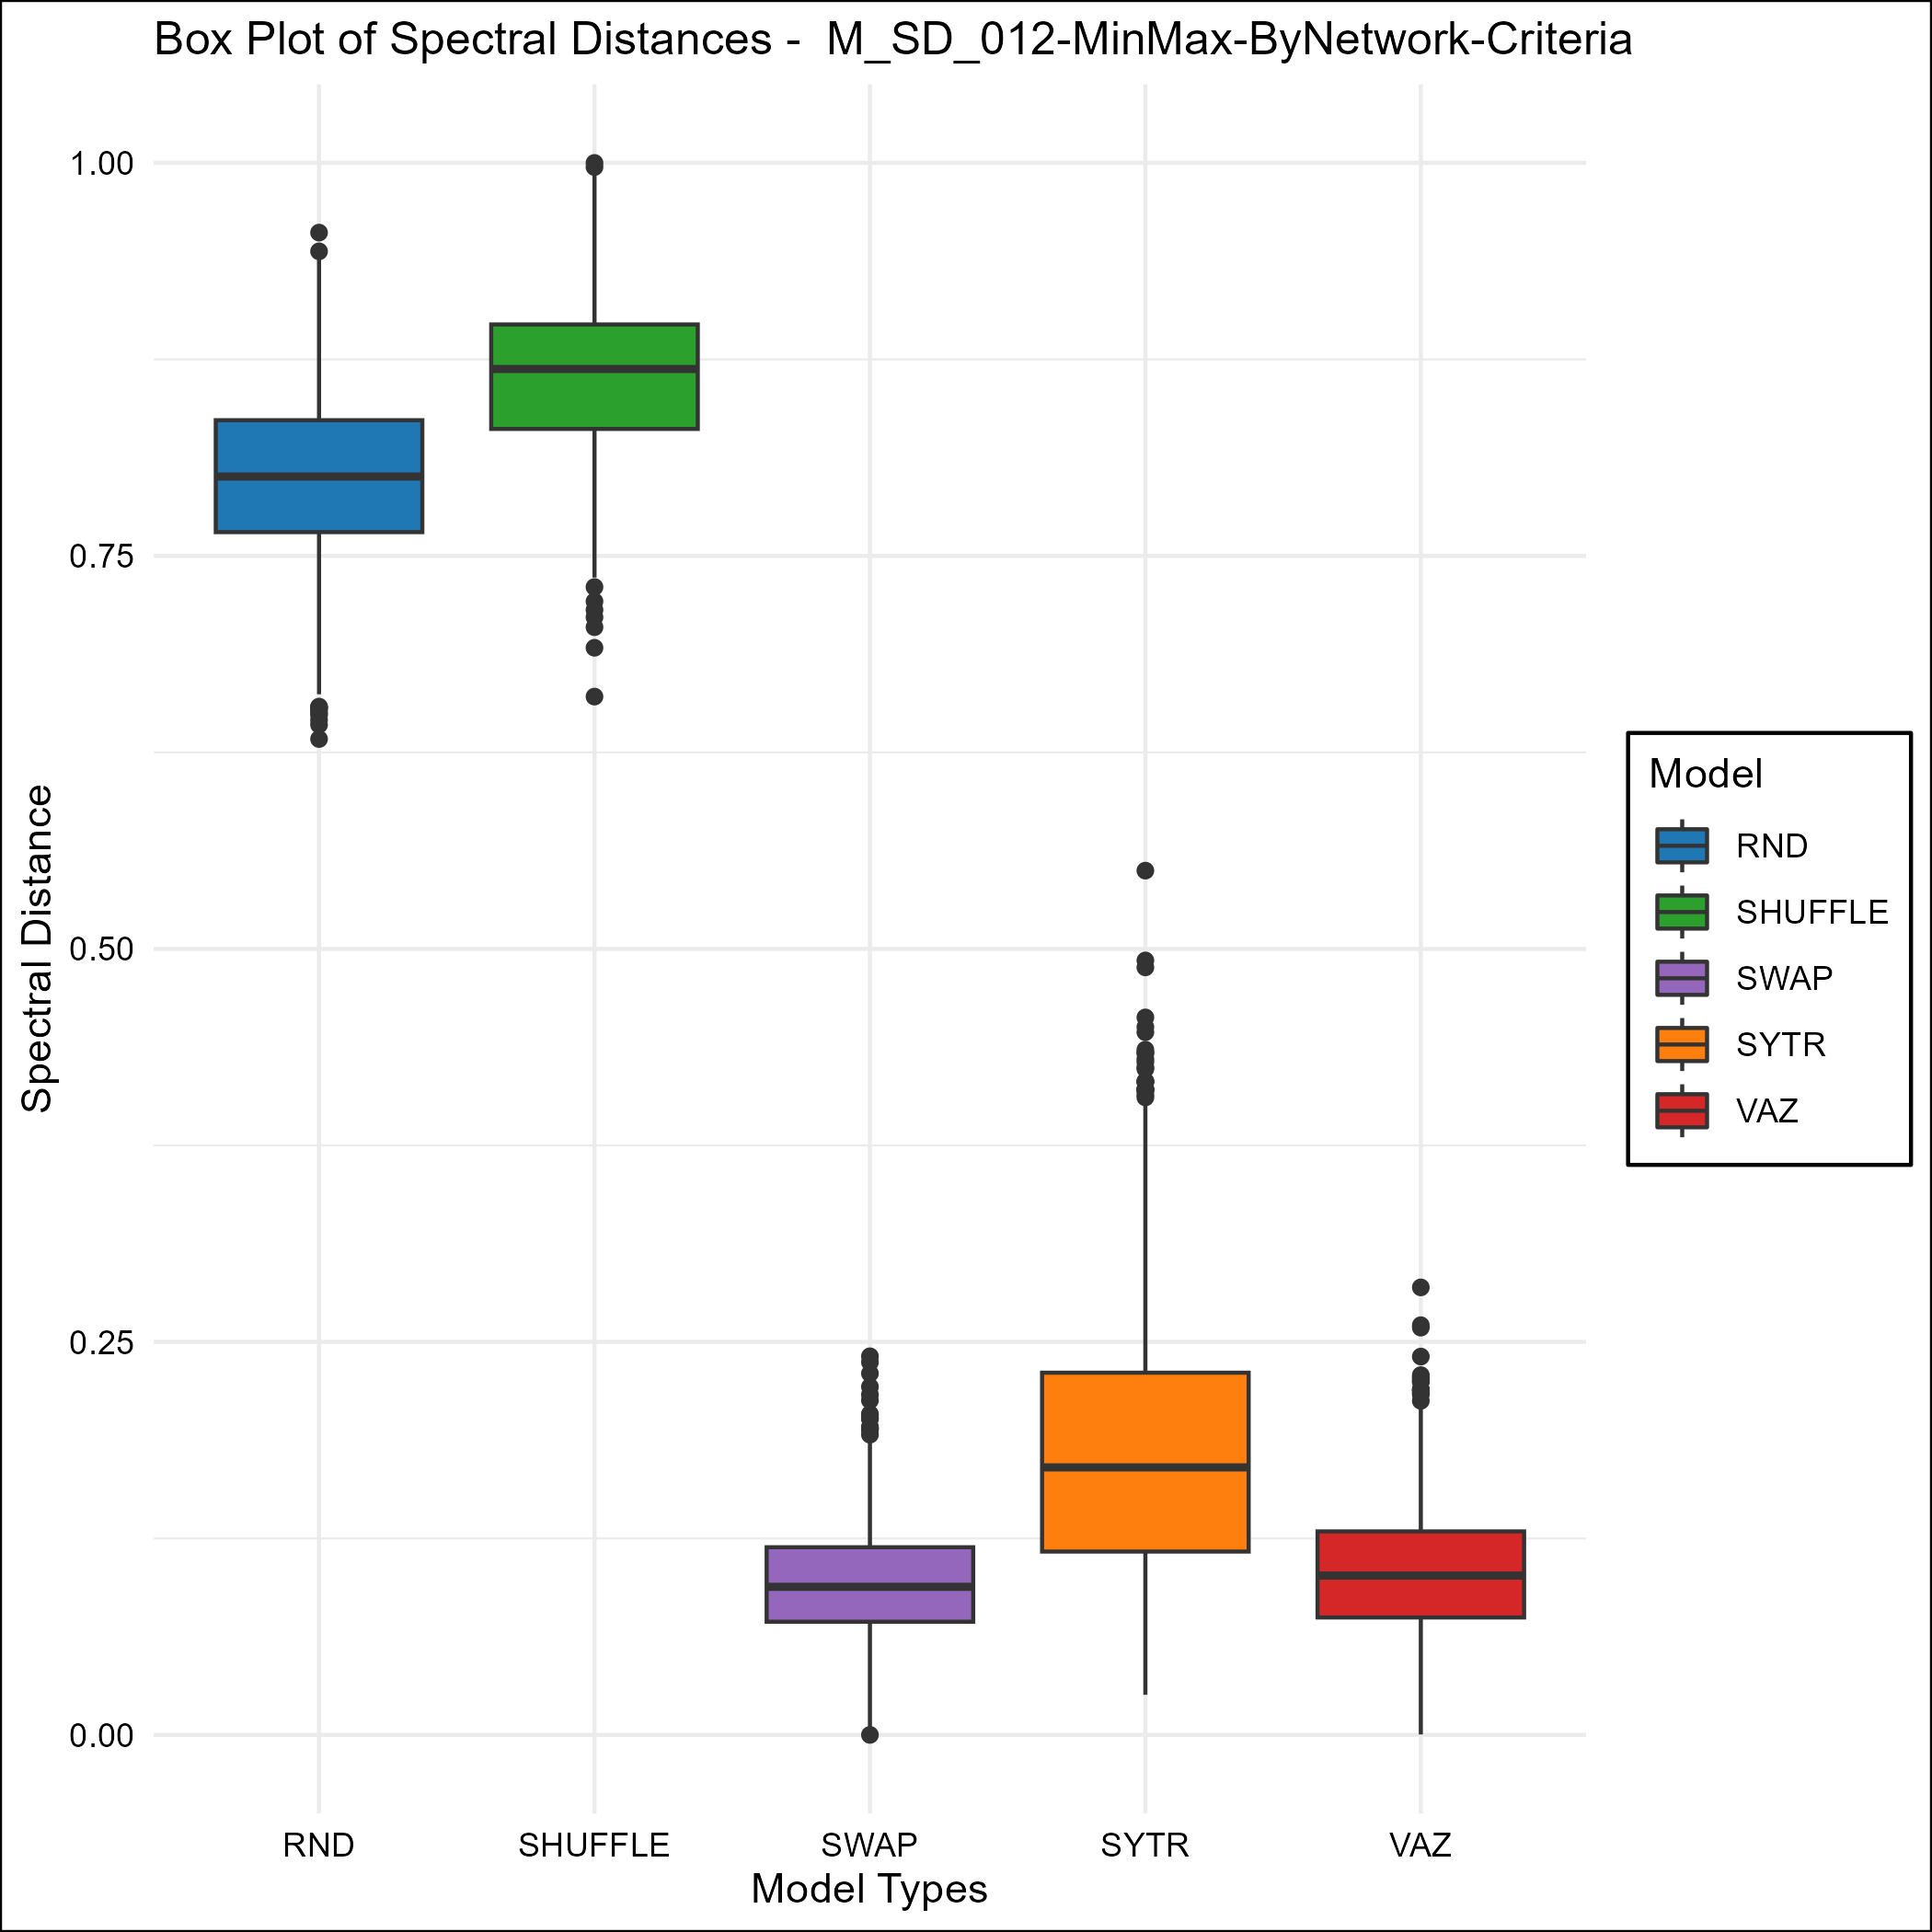 Box Plot of Spectral Distances -  M_SD_012-MinMax-ByNetwork-Criteria
1.00
0.75
0.50
0.25
0.00
Spectral Distance
RND
SHUFFLE
SWAP
SYTR
VAZ
Model Types
Model
RND
SHUFFLE
SWAP
SYTR
VAZ